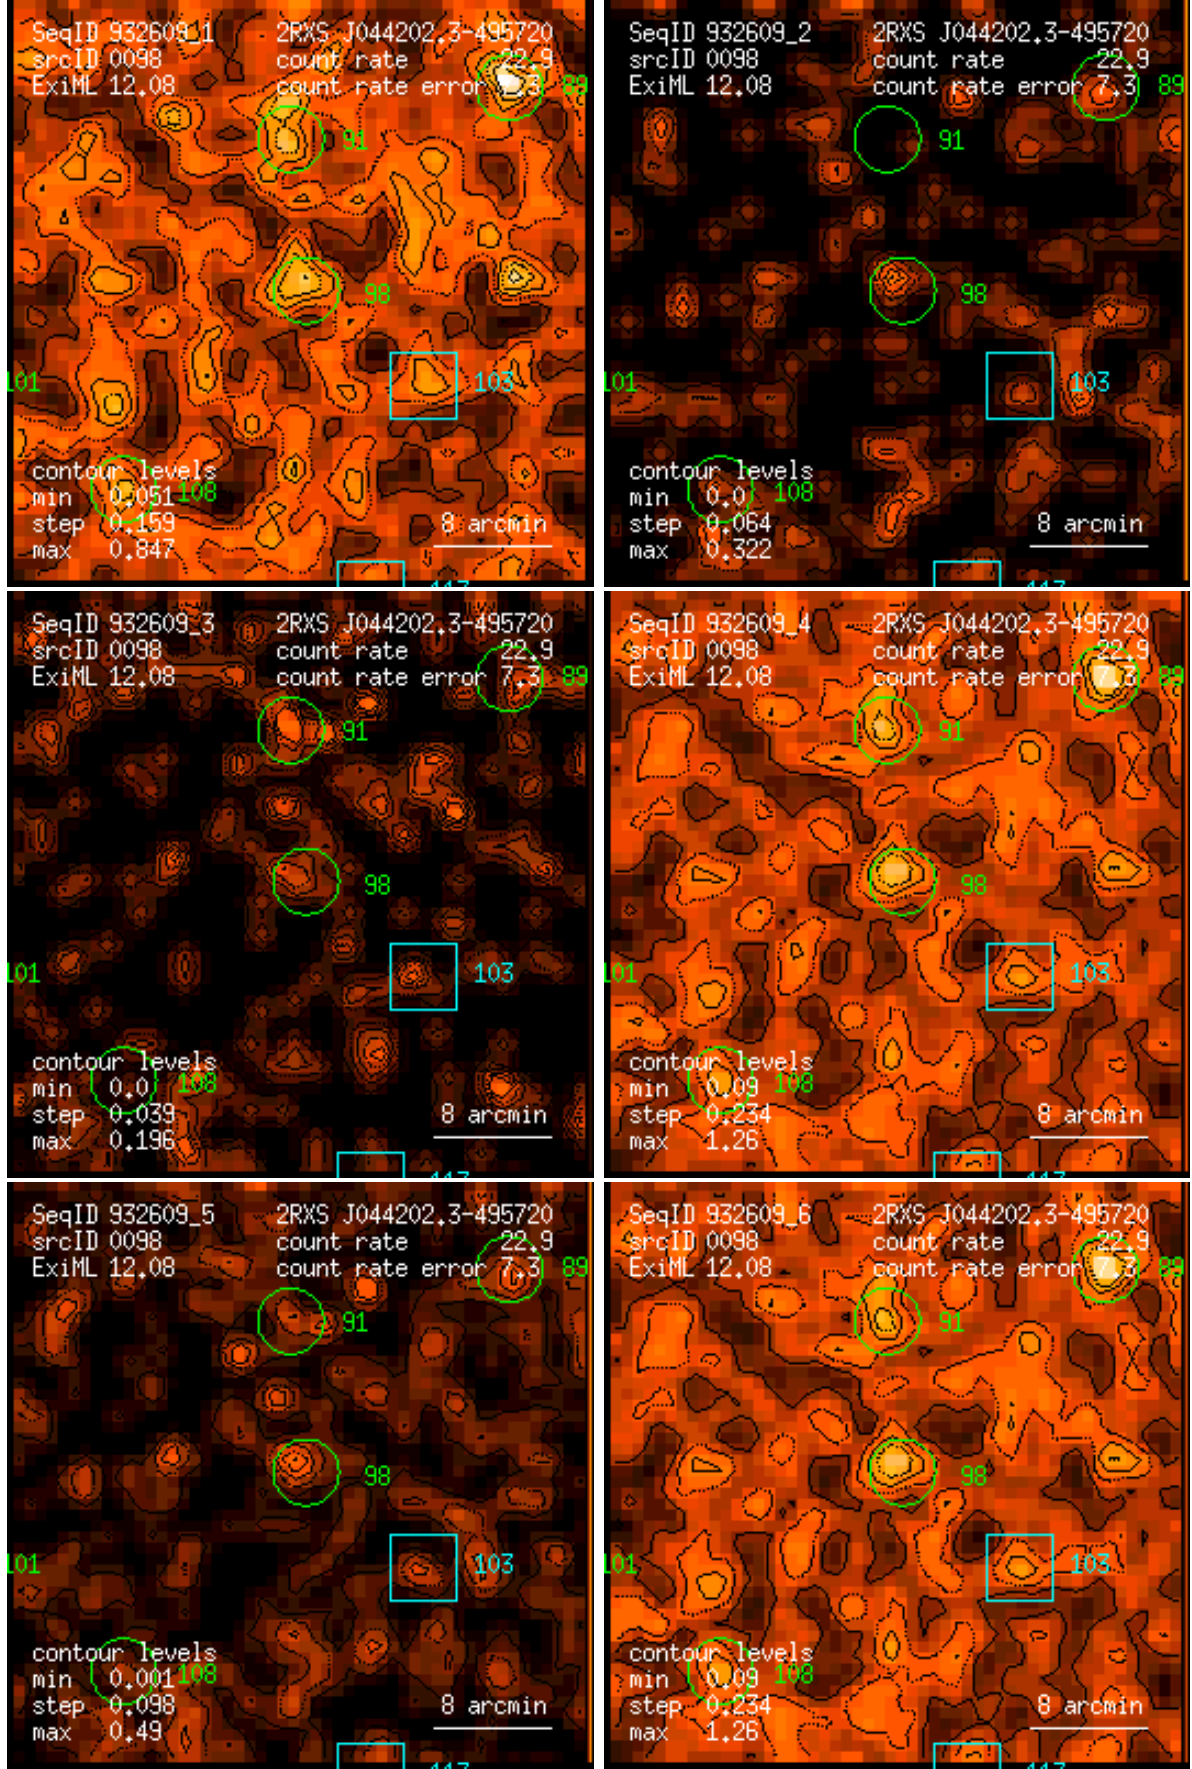 SeqID 932609_1 2RXS J044202.3-495720
srcID 0098 count rate 22.9
ExiML 12.08 count rate error 7.3 89
91
98
103
101
contour levels
min 0.051 108
step 0.159 8 arcmin
max 0.847
SeqID 932609_2 2RXS J044202.3-495720
srcID 0098 count rate 22.9
ExiML 12.08 count rate error 7.3 89
91
98
103
101
contour levels
min 0.0 108
step 0.064 8 arcmin
max 0.322
SeqID 932609_3 2RXS J044202.3-495720
srcID 0098 count rate 22.9
ExiML 12.08 count rate error 7.3 89
91
98
103
101
contour levels
min 0.0 108
step 0.039 8 arcmin
max 0.196
SeqID 932609_4 2RXS J044202.3-495720
srcID 0098 count rate 22.9
ExiML 12.08 count rate error 7.3 89
91
98
103
101
contour levels
min 0.09 108
step 0.234 8 arcmin
max 1.26
SeqID 932609_5 2RXS J044202.3-495720
srcID 0098 count rate 22.9
ExiML 12.08 count rate error 7.3 89
91
98
103
101
contour levels
min 0.001 108
step 0.098 8 arcmin
max 0.49
SeqID 932609_6 2RXS J044202.3-495720
srcID 0098 count rate 22.9
ExiML 12.08 count rate error 7.3 89
91
98
103
101
contour levels
min 0.09 108
step 0.234 8 arcmin
max 1.26